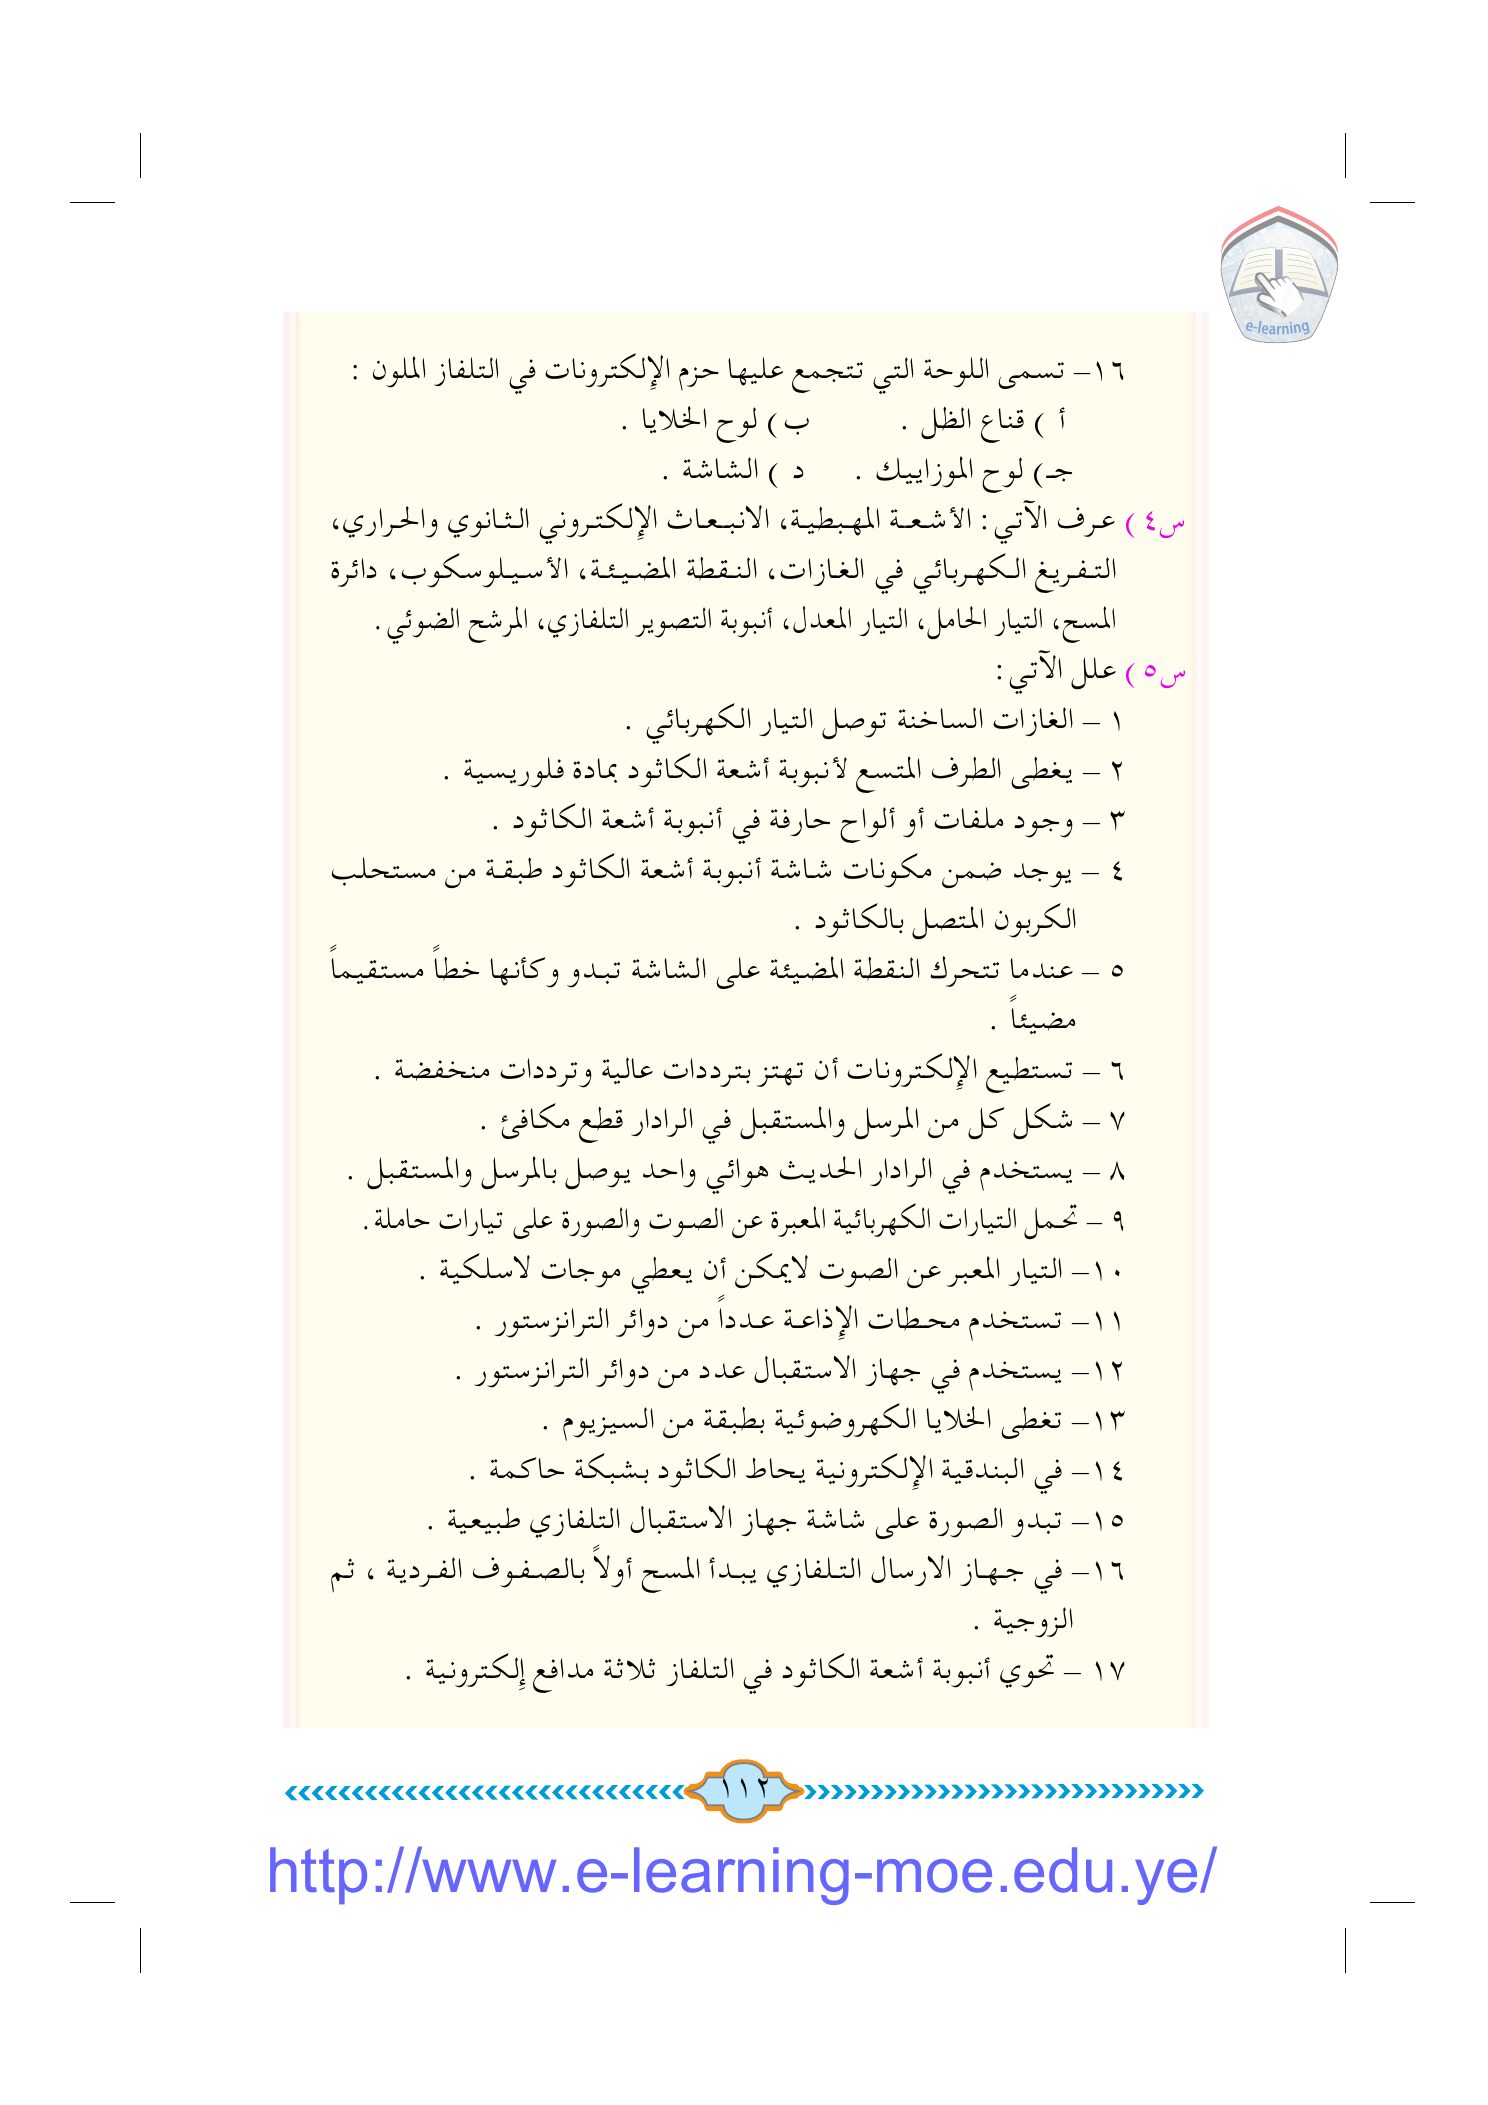 e-learning
١٦– تسمى اللوحة التي تتجمع عليها حزم الإلكترونات في التلفاز الملون :
أ ) قناع الظل . ب) لوح الخلايا .
جـ) لوح الموزاييك . د ) الشاشة .
س٤ ) عرف الآتي: الأشعة المهبطية، الانبعاث الإلكتروني الثانوي والحراري،
التفريغ الكهربائي في الغازات، النقطة المضيئة، الأسيلوسكوب، دائرة
المسح، التيار الحامل، التيار المعدل، أنبوبة التصوير التلفازي، المرشح الضوئي.
س٥ ) علل الآتي:
١ – الغازات الساخنة توصل التيار الكهربائي .
٢ – يغطى الطرف المتسع لأنبوبة أشعة الكاثود بمادة فلوريسية .
٣ – وجود ملفات أو ألواح حارفة في أنبوبة أشعة الكاثود .
٤ – يوجد ضمن مكونات شاشة أنبوبة أشعة الكاثود طبقة من مستحلب
الكربون المتصل بالكاثود .
٥ – عندما تتحرك النقطة المضيئة على الشاشة تبدو وكأنها خطاً مستقيماً
مضيئاً .
٦ – تستطيع الإلكترونات أن تهتز بترددات عالية وترددات منخفضة .
٧ – شكل كل من المرسل والمستقبل في الرادار قطع مكافئ .
٨ – يستخدم في الرادار الحديث هوائي واحد يوصل بالمرسل والمستقبل .
٩ – تحمل التيارات الكهربائية المعبرة عن الصوت والصورة على تيارات حاملة.
١٠– التيار المعبر عن الصوت لايمكن أن يعطي موجات لاسلكية .
١١– تستخدم محطات الإذاعة عدداً من دوائر الترانزستور .
١٢– يستخدم في جهاز الاستقبال عدد من دوائر الترانزستور .
١٣– تغطى الخلايا الكهروضوئية بطبقة من السيزيوم .
١٤– في البندقية الإلكترونية يحاط الكاثود بشبكة حاكمة .
١٥– تبدو الصورة على شاشة جهاز الاستقبال التلفازي طبيعية .
١٦– في جهاز الارسال التلفازي يبدأ المسح أولاً بالصفوف الفردية ، ثم
الزوجية .
١٧ – تحوي أنبوبة أشعة الكاثود في التلفاز ثلاثة مدافع إلكترونية .
١١٢
http://www.e-learning-moe.edu.ye/